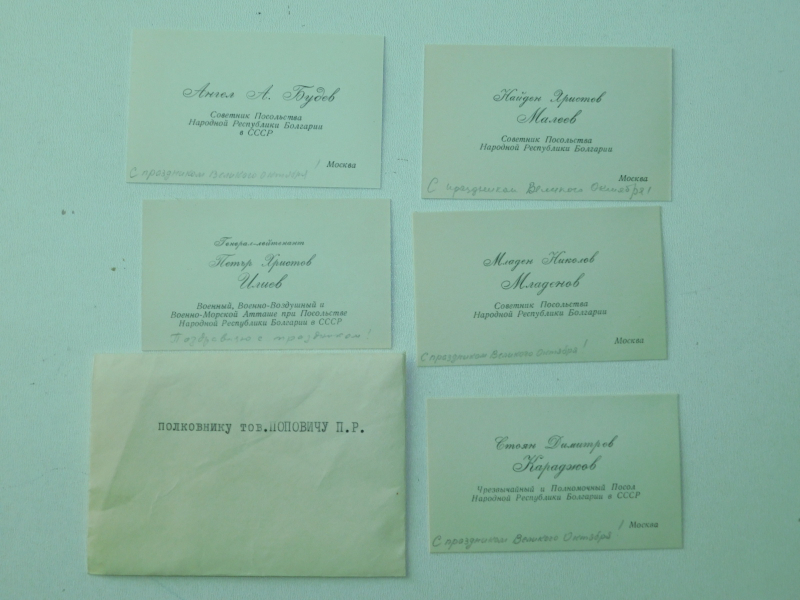 Ангел А. Будев
Советник Посольства
Народной Республики Болгарии
в СССР
Москва
С праздником Великого Октября!
Найден Христов
Малеев
Советник Посольства
Народной Республики Болгарии
Москва
С праздником Великого Октября!
Генерал-лейтенант
Петър Христов
Илиев
Военный, Военно-Воздушный и
Военно-Морской Атташе при Посольстве
Народной Республики Болгарии в СССР
Поздравляю с праздником!
Младен Николов
Младенов
Советник Посольства
Народной Республики Болгарии
Москва
С праздником Великого Октября!
полковнику тов.ПОПОВИЧУ П.Р.
Стоян Димитров
Караджов
Чрезвычайный и Полномочный Посол
Народной Республики Болгарии в СССР
Москва
С праздником Великого Октября!